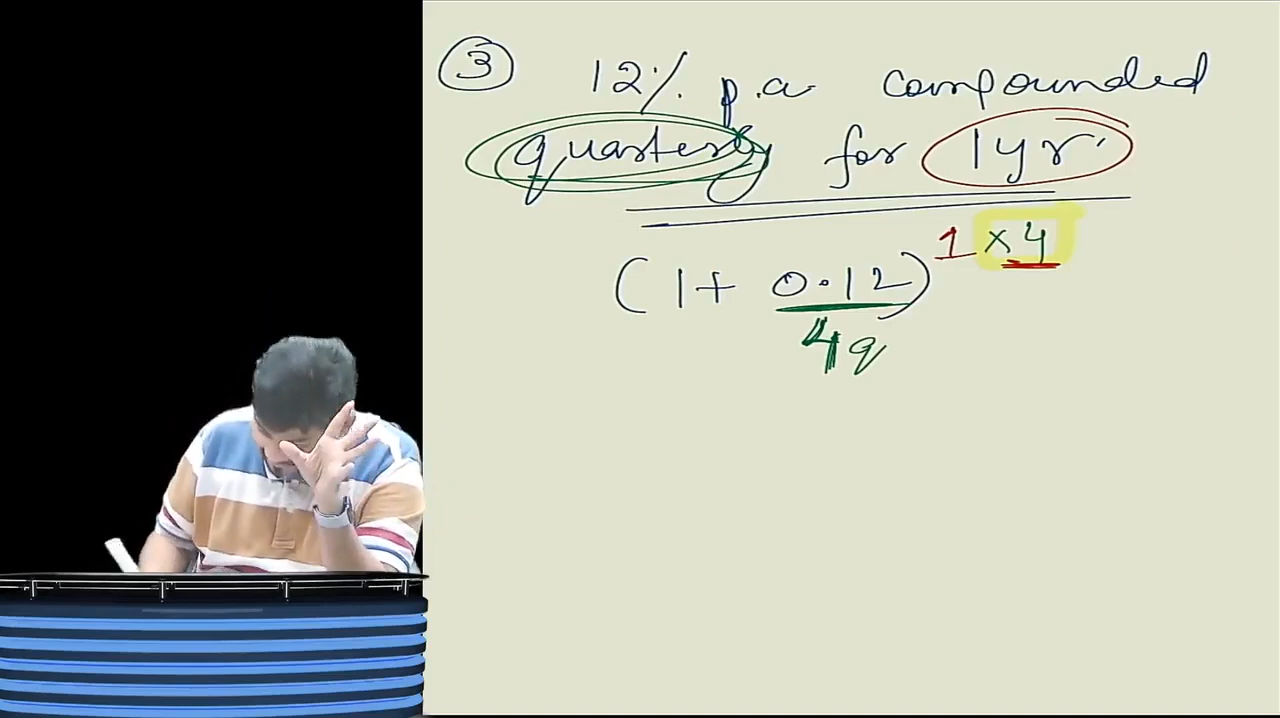 ③ 12% p.a compounded
quarterly for 1yr.
(1+ 0.12/4q)^1×4